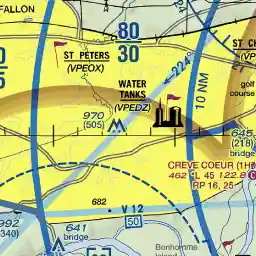 FALLON
80
30
ST PETERS
(VPEOX)
ST C
(VP
5
224°
10 NM
WATER
TANKS
(VPEDZ)
golf
course
970
(505)
645
(218)
bridge
CREVE COEUR (1H
462 *L 45 122.8 C
RP 16, 25
682
V 12
50
992
340)
641
bridge
Bonhomme
Island